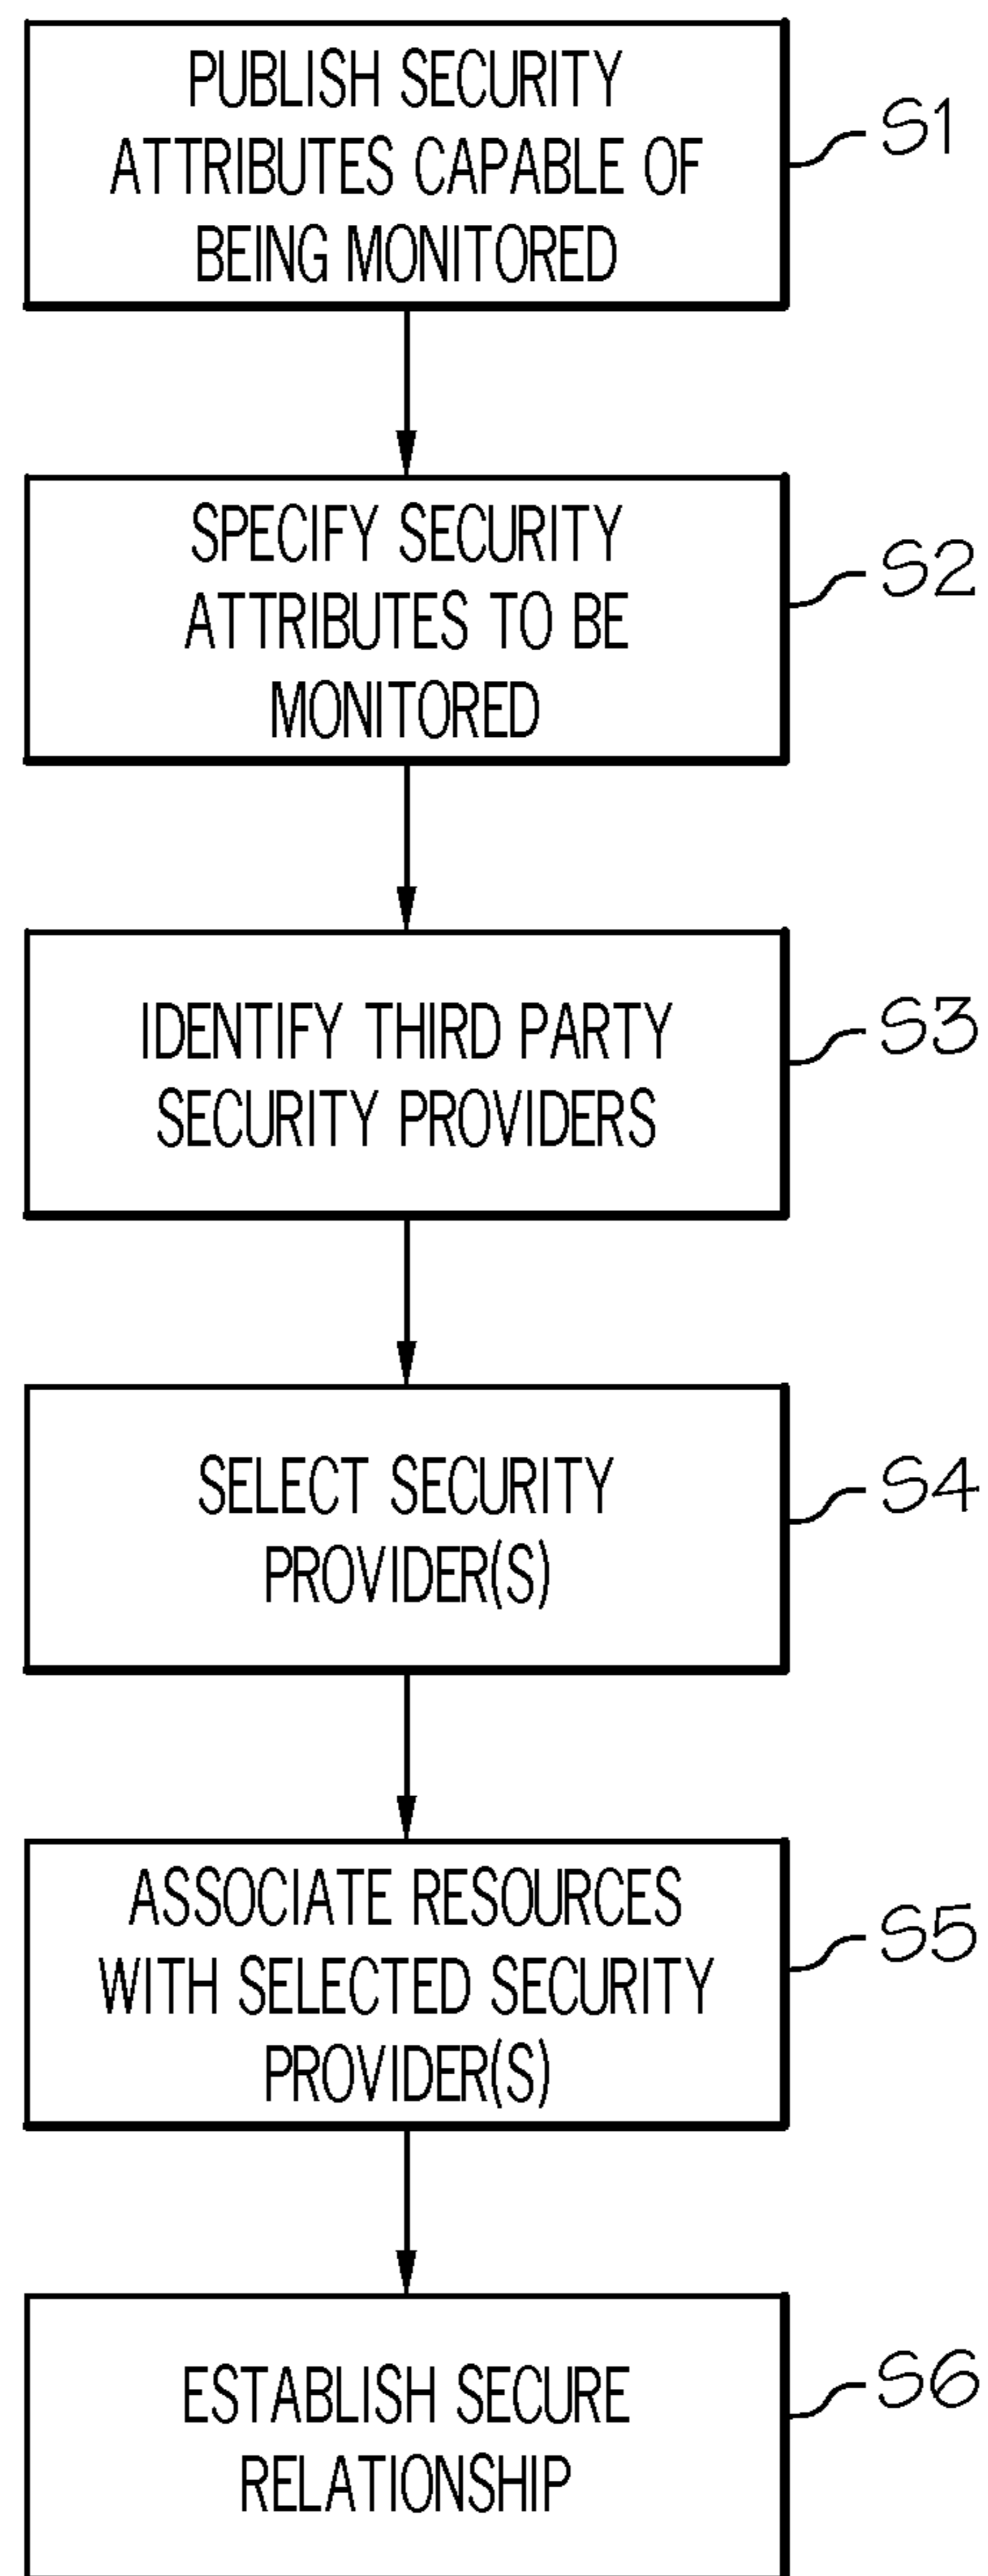 PUBLISH SECURITY
ATTRIBUTES CAPABLE OF
BEING MONITORED
S1
SPECIFY SECURITY
ATTRIBUTES TO BE
MONITORED
S2
IDENTIFY THIRD PARTY
SECURITY PROVIDERS
S3
SELECT SECURITY
PROVIDER(S)
S4
ASSOCIATE RESOURCES
WITH SELECTED SECURITY
PROVIDER(S)
S5
ESTABLISH SECURE
RELATIONSHIP
S6